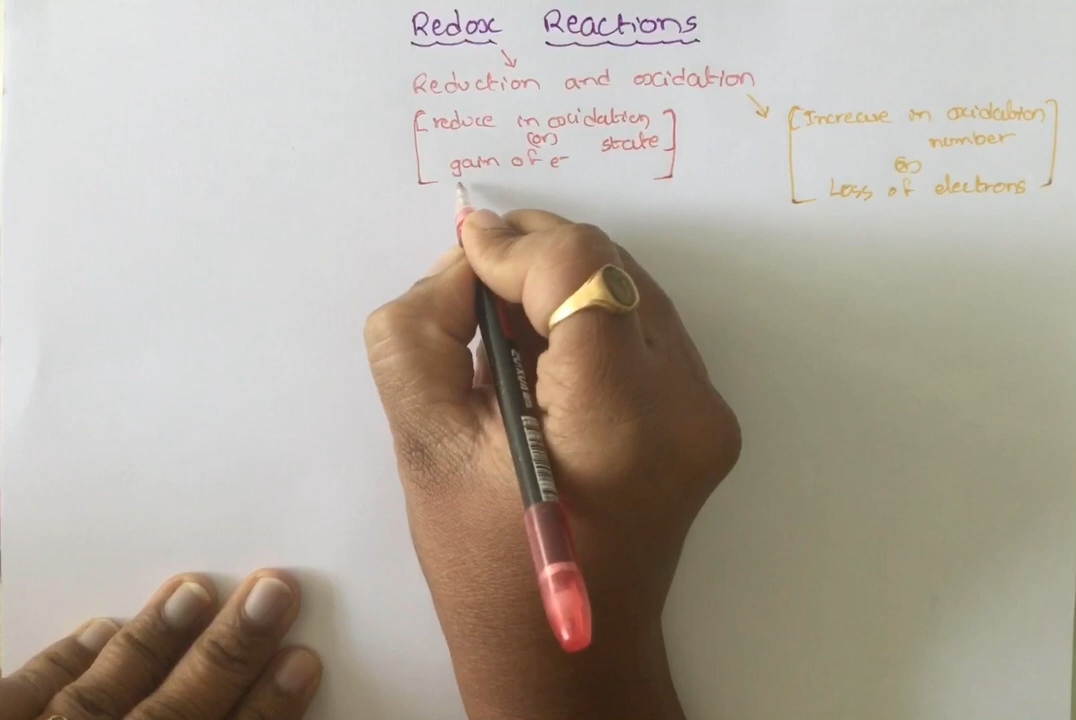 Redox Reactions
Reduction and oxidation
[reduce in oxidation
(or) state]
gain of e-
[Increase in oxidation
number
(or)
Loss of electrons]